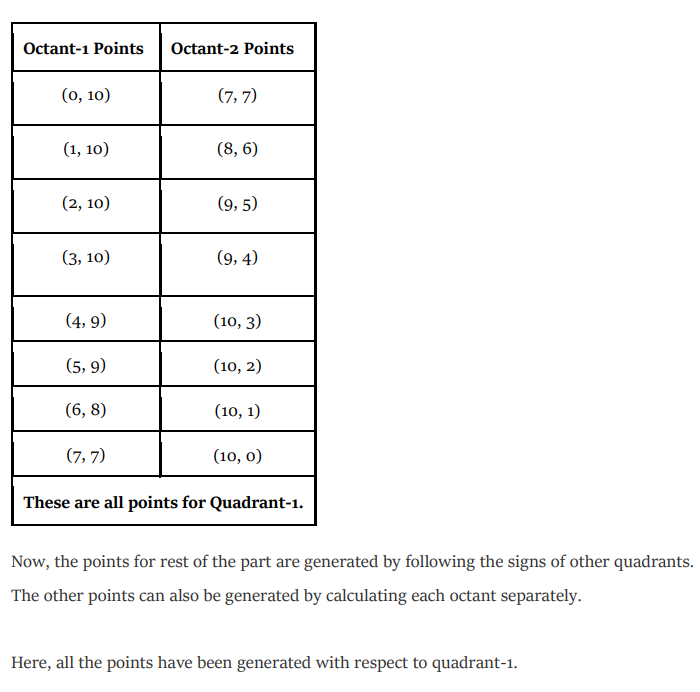 Octant-1 Points Octant-2 Points
(0, 10) (7, 7)
(1, 10) (8, 6)
(2, 10) (9, 5)
(3, 10) (9, 4)
(4, 9) (10, 3)
(5, 9) (10, 2)
(6, 8) (10, 1)
(7, 7) (10, 0)
These are all points for Quadrant-1.
Now, the points for rest of the part are generated by following the signs of other quadrants.
The other points can also be generated by calculating each octant separately.
Here, all the points have been generated with respect to quadrant-1.